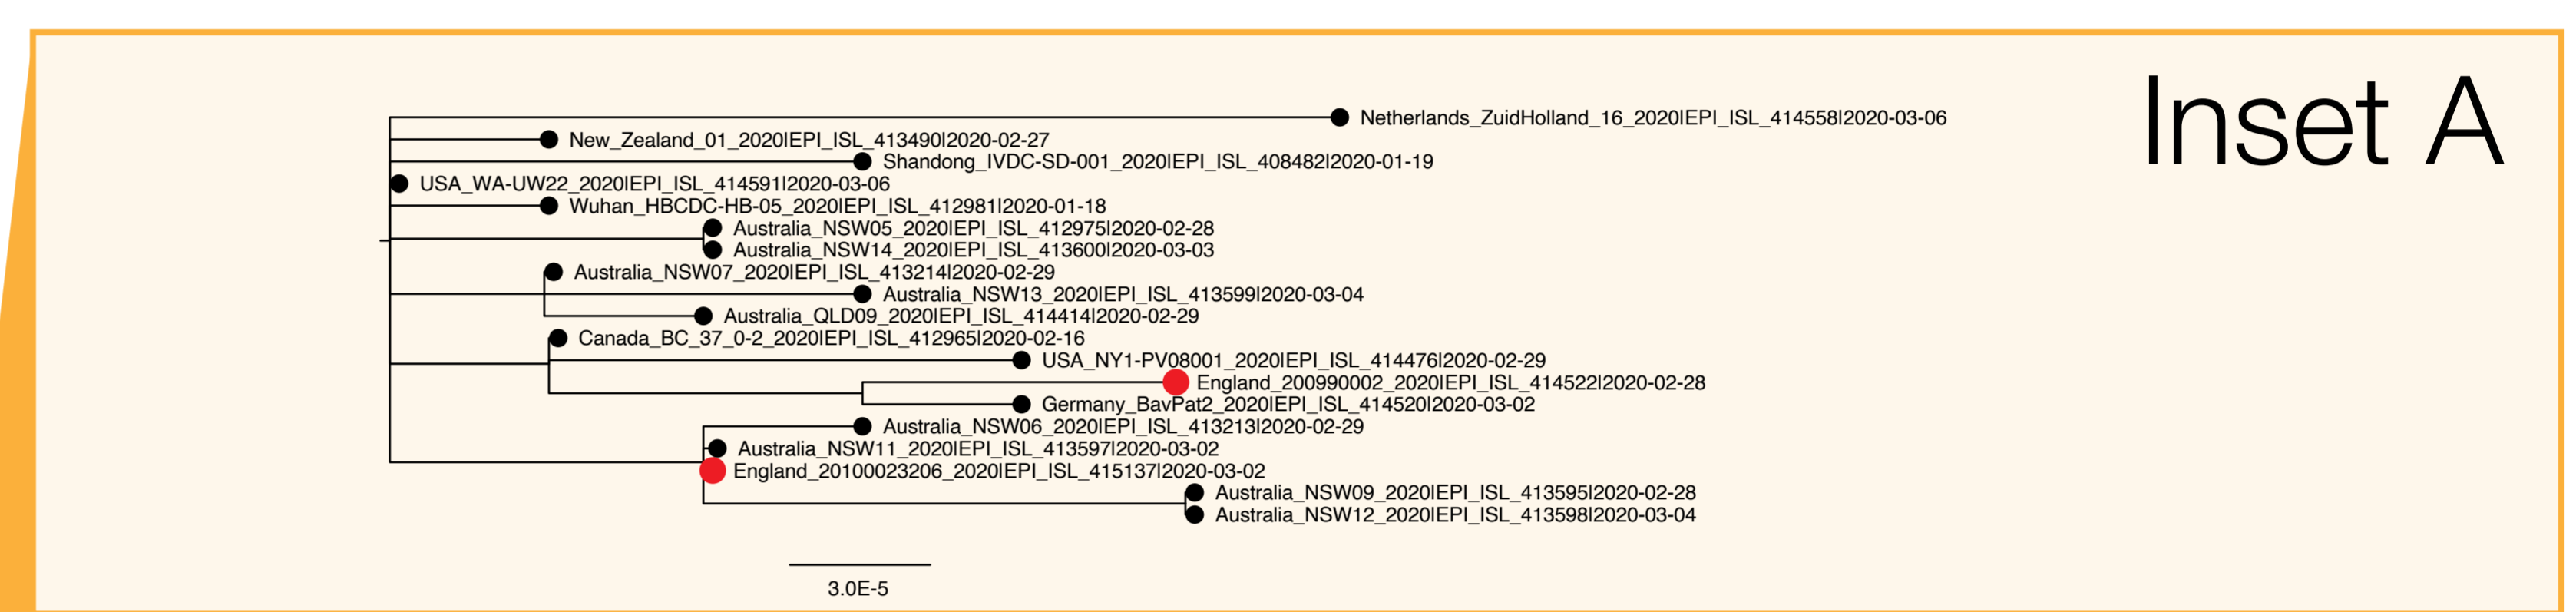 Inset A
Netherlands_ZuidHolland_16_2020|EPI_ISL_414558|2020-03-06
New_Zealand_01_2020|EPI_ISL_413490|2020-02-27
Shandong_IVDC-SD-001_2020|EPI_ISL_408482|2020-01-19
USA_WA-UW22_2020|EPI_ISL_414591|2020-03-06
Wuhan_HBCDC-HB-05_2020|EPI_ISL_412981|2020-01-18
Australia_NSW05_2020|EPI_ISL_412975|2020-02-28
Australia_NSW14_2020|EPI_ISL_413600|2020-03-03
Australia_NSW07_2020|EPI_ISL_413214|2020-02-29
Australia_NSW13_2020|EPI_ISL_413599|2020-03-04
Australia_QLD09_2020|EPI_ISL_414414|2020-02-29
Canada_BC_37_0-2_2020|EPI_ISL_412965|2020-02-16
USA_NY1-PV08001_2020|EPI_ISL_414476|2020-02-29
England_200990002_2020|EPI_ISL_414522|2020-02-28
Germany_BavPat2_2020|EPI_ISL_414520|2020-03-02
Australia_NSW06_2020|EPI_ISL_413213|2020-02-29
Australia_NSW11_2020|EPI_ISL_413597|2020-03-02
England_20100023206_2020|EPI_ISL_415137|2020-03-02
Australia_NSW09_2020|EPI_ISL_413595|2020-02-28
Australia_NSW12_2020|EPI_ISL_413598|2020-03-04
3.0E-5